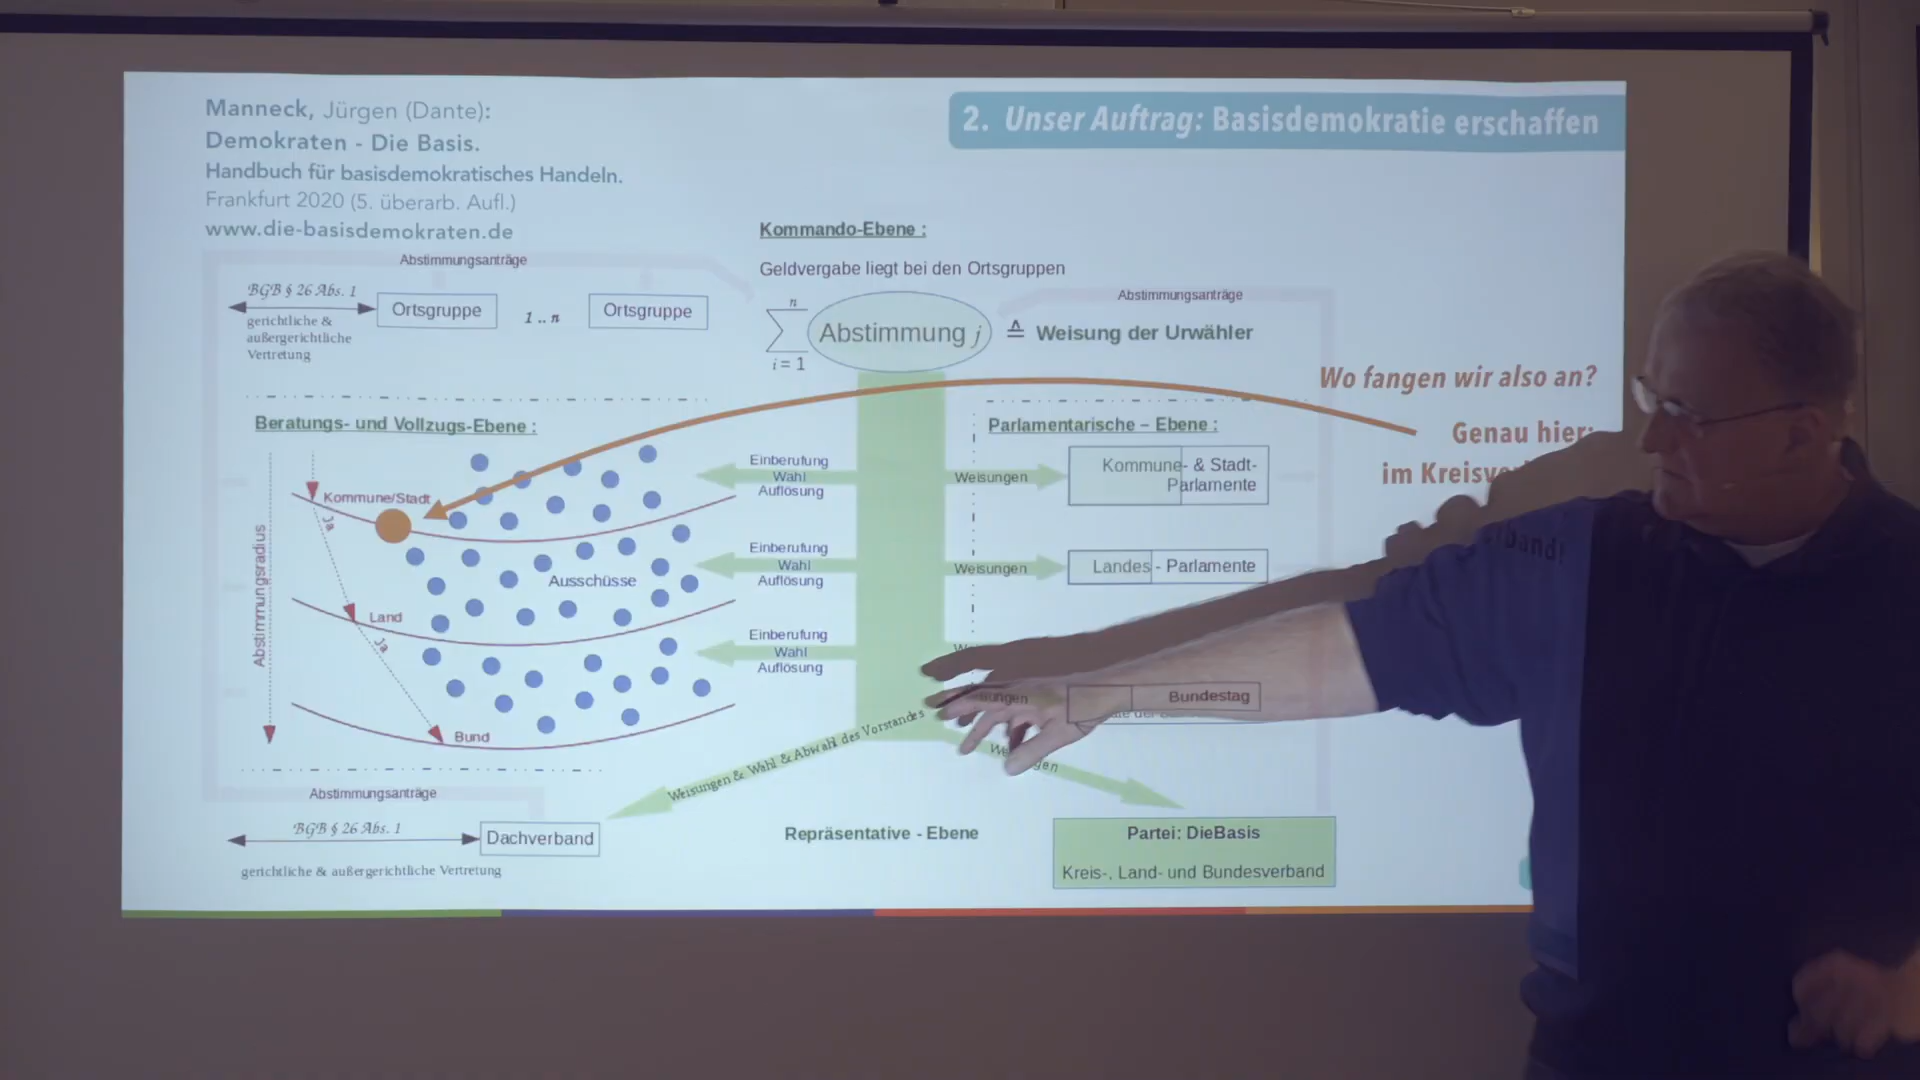 Manneck, Jürgen (Dante):
Demokraten - Die Basis.
Handbuch für basisdemokratisches Handeln.
Frankfurt 2020 (5. überarb. Aufl.)
www.die-basisdemokraten.de
2. Unser Auftrag: Basisdemokratie erschaffen
Kommando-Ebene :
Geldvergabe liegt bei den Ortsgruppen
Abstimmungsanträge
BGB § 26 Abs. 1
gerichtliche &
außergerichtliche
Vertretung
Ortsgruppe
1 .. n
Ortsgruppe
n
∑
i = 1
Abstimmung j
≙ Weisung der Urwähler
Abstimmungsanträge
Wo fangen wir also an?
Genau hier:
im
Beratungs- und Vollzugs-Ebene :
Abstimmungsradius
Kommune/Stadt
Ja
Ausschüsse
Land
Ja
Bund
Einberufung
Wahl
Auflösung
Einberufung
Wahl
Auflösung
Einberufung
Wahl
Auflösung
Parlamentarische – Ebene :
Weisungen
Kommune- & Stadt-
Parlamente
Weisungen
Landes - Parlamente
Bundestag
Weisungen & Wahl & Abwahl des Vorstandes
Abstimmungsanträge
BGB § 26 Abs. 1
Dachverband
gerichtliche & außergerichtliche Vertretung
Repräsentative - Ebene
Partei: DieBasis
Kreis-, Land- und Bundesverband